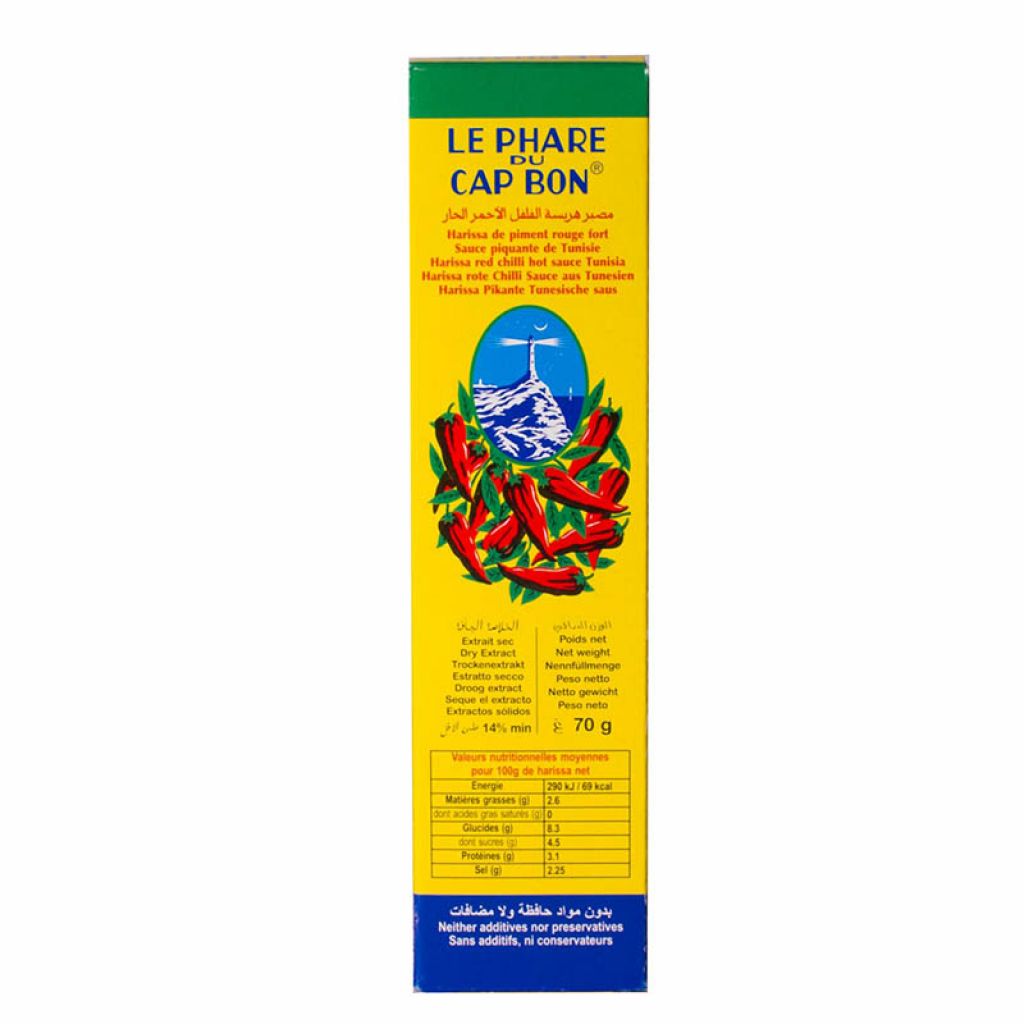 LE PHARE
DU
CAP BON®
مصبر هريسة الفلفل الأحمر الحار
Harissa de piment rouge fort
Sauce piquante de Tunisie
Harissa red chilli hot sauce Tunisia
Harissa rote Chilli Sauce aus Tunesien
Harissa Pikante Tunesische saus
الخلاصة الجافة
Extrait sec
Dry Extract
Trockenextrakt
Estratto secco
Droog extract
Seque el extracto
Extractos sólidos
14% min
الوزن الصافي
Poids net
Net weight
Nennfüllmenge
Peso netto
Netto gewicht
Peso neto
غ 70 g
Valeurs nutritionnelles moyennes
pour 100g de harissa net
Energie 290 kJ / 69 kcal
Matières grasses (g) 2.6
dont acides gras saturés (g) 0
Glucides (g) 8.3
dont sucres (g) 4.5
Protéines (g) 3.1
Sel (g) 2.25
بدون مواد حافظة ولا مضافات
Neither additives nor preservatives
Sans additifs, ni conservateurs